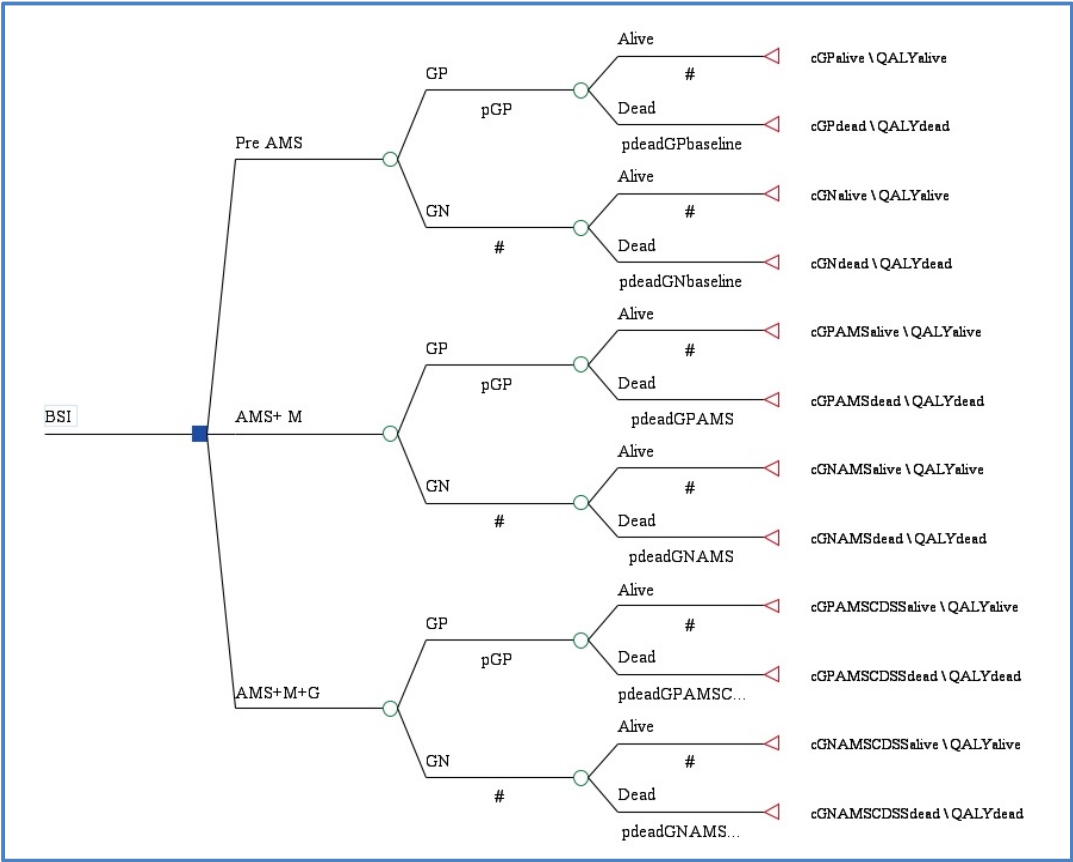 Alive
cGPalive \ QALYalive
#
GP
pGP
Dead
cGPdead \ QALYdead
pdeadGPbaseline
Pre AMS
Alive
cGNalive \ QALYalive
#
GN
#
Dead
cGNdead \ QALYdead
pdeadGNbaseline
Alive
cGPAMSalive \ QALYalive
#
GP
pGP
Dead
cGPAMSdead \ QALYdead
pdeadGPAMS
BSI
AMS+ M
Alive
cGNAMSalive \ QALYalive
#
GN
#
Dead
cGNAMSdead \ QALYdead
pdeadGNAMS
Alive
cGPAMSCDSSalive \ QALYalive
#
GP
pGP
Dead
cGPAMSCDSSdead \ QALYdead
pdeadGPAMSC...
AMS+M+G
Alive
cGNAMSCDSSalive \ QALYalive
#
GN
#
Dead
cGNAMSCDSSdead \ QALYdead
pdeadGNAMS...